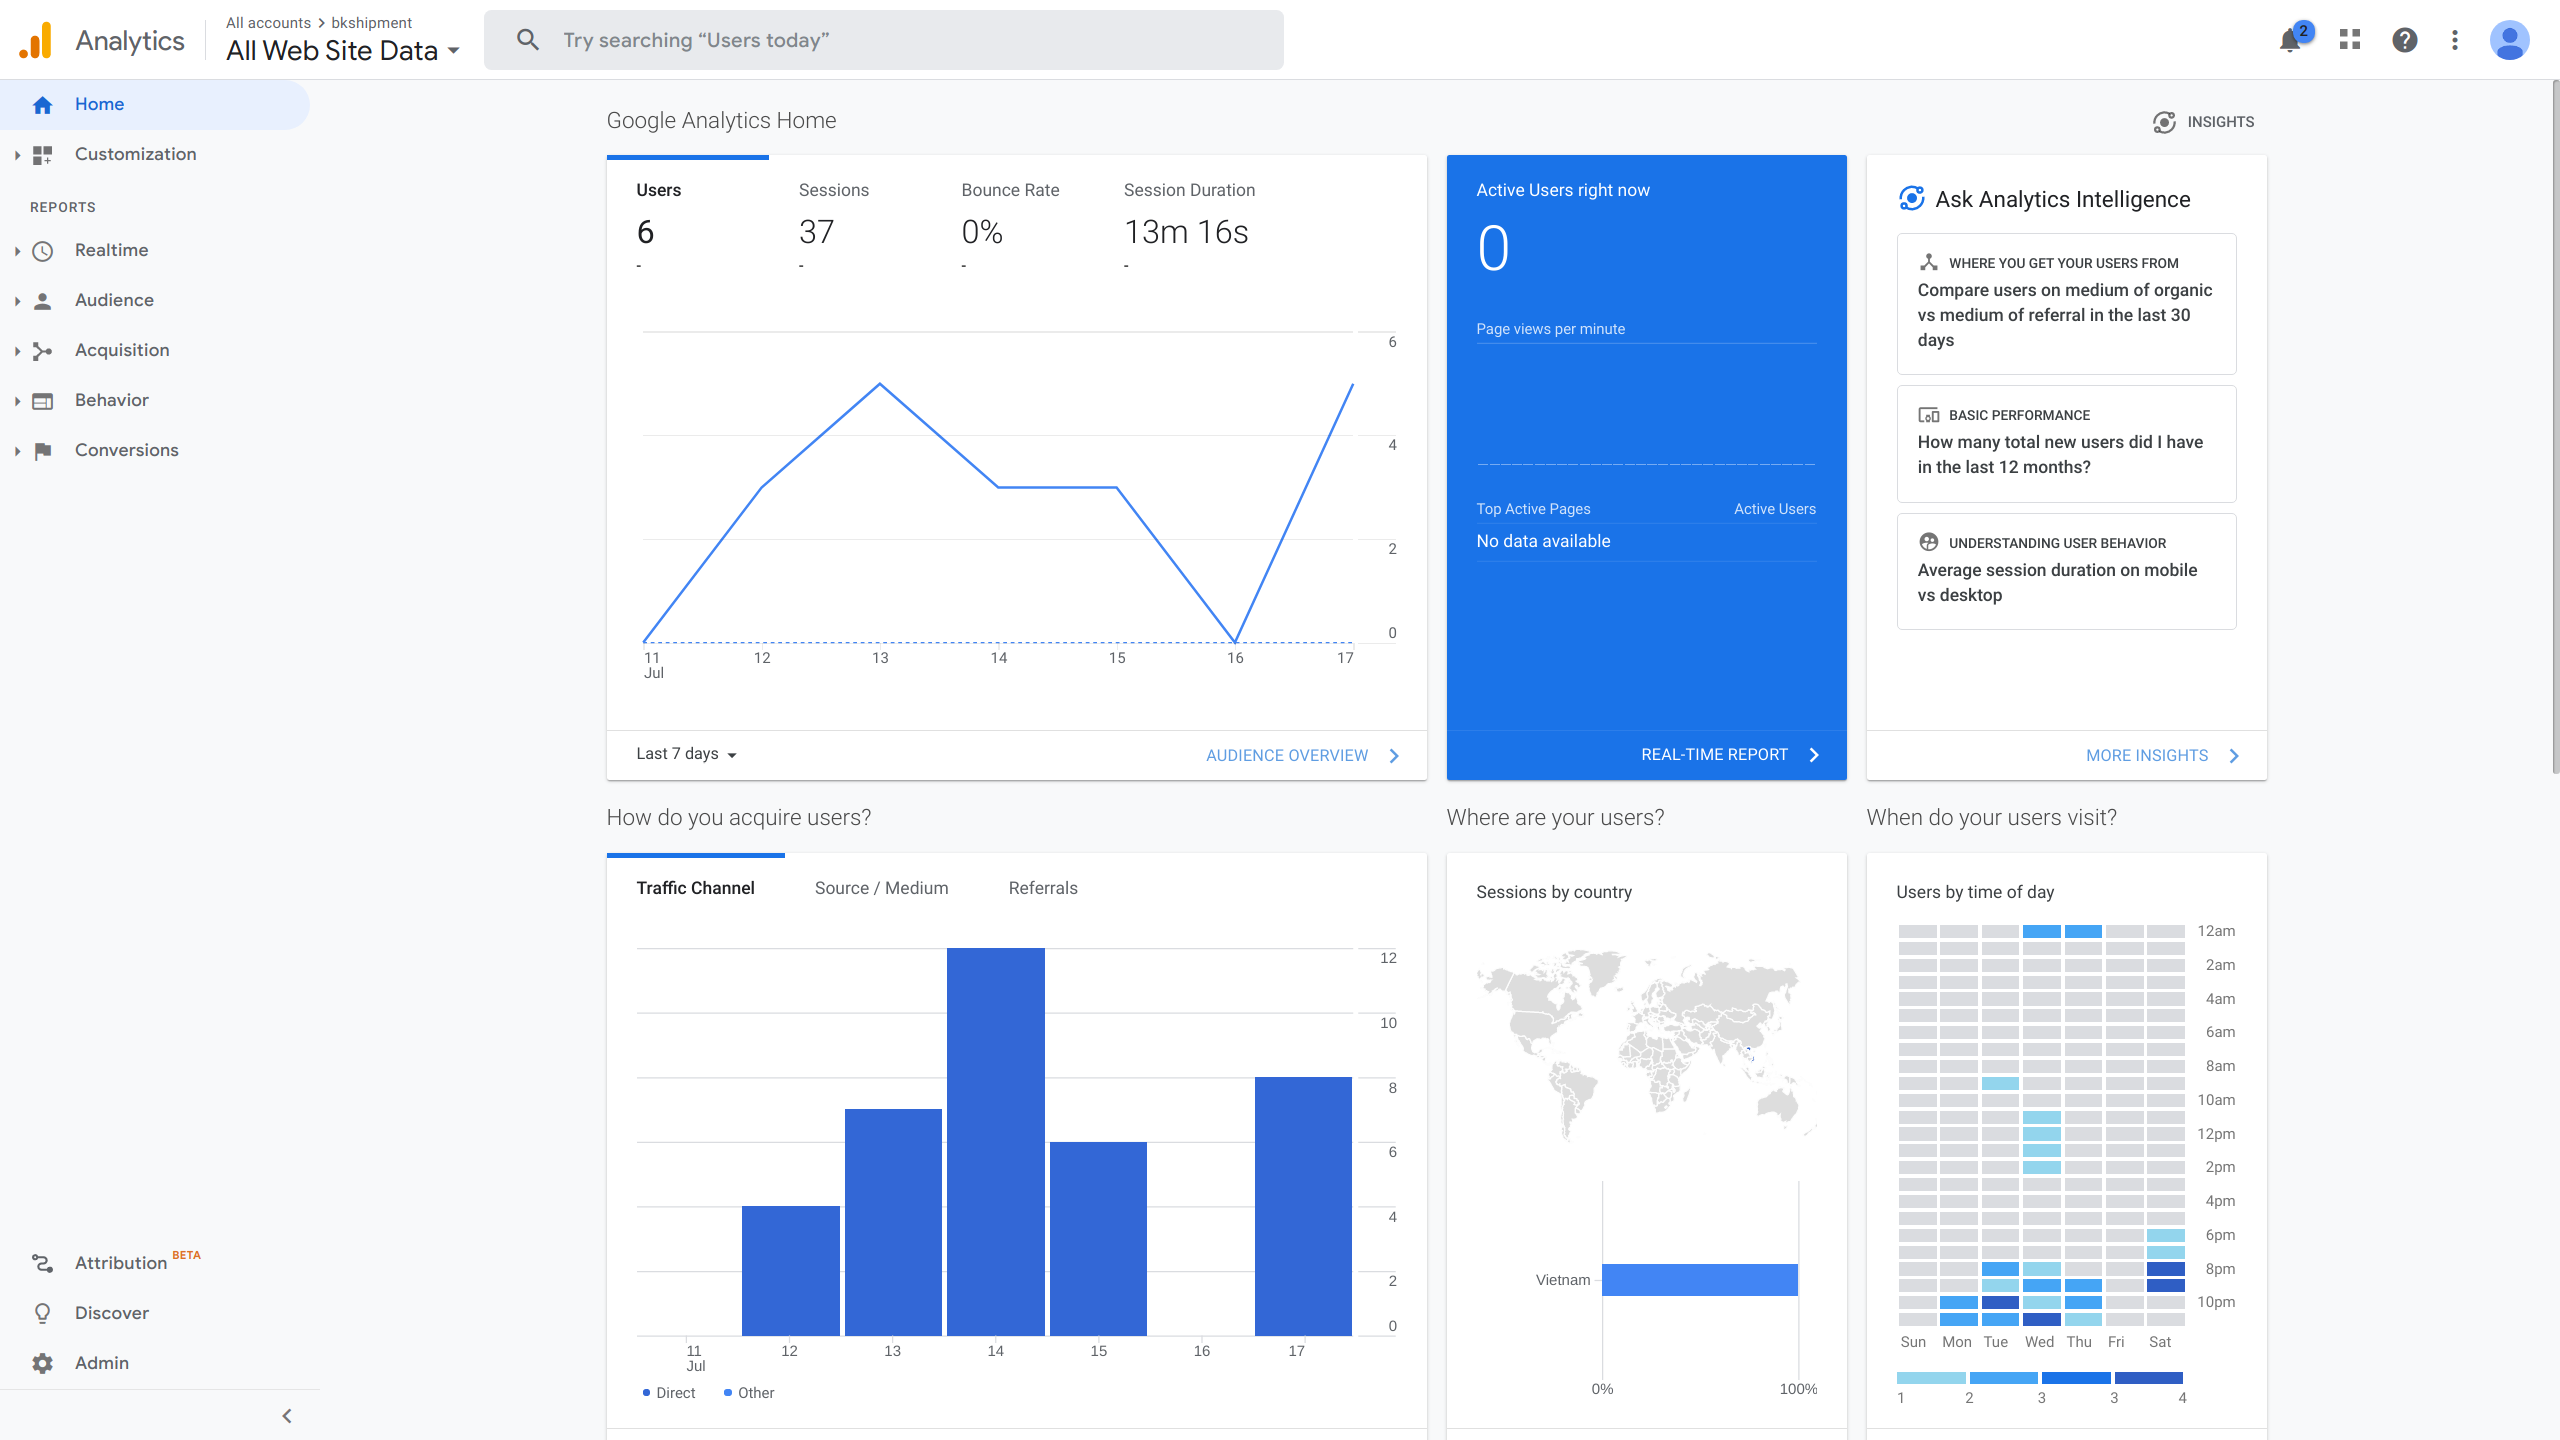 Analytics
All accounts > bkshipment
All Web Site Data
Try searching “Users today”
2
Home
Customization
REPORTS
Realtime
Audience
Acquisition
Behavior
Conversions
Attribution BETA
Discover
Admin
Google Analytics Home
INSIGHTS
Users
6
-
Sessions
37
-
Bounce Rate
0%
-
Session Duration
13m 16s
-
6
4
2
0
11 12 13 14 15 16 17
Jul
Last 7 days
AUDIENCE OVERVIEW
Active Users right now
0
Page views per minute
Top Active Pages Active Users
No data available
REAL-TIME REPORT
Ask Analytics Intelligence
WHERE YOU GET YOUR USERS FROM
Compare users on medium of organic
vs medium of referral in the last 30
days
BASIC PERFORMANCE
How many total new users did I have
in the last 12 months?
UNDERSTANDING USER BEHAVIOR
Average session duration on mobile
vs desktop
MORE INSIGHTS
How do you acquire users?
Traffic Channel Source / Medium Referrals
12
10
8
6
4
2
0
11 12 13 14 15 16 17
Jul
Direct Other
Where are your users?
Sessions by country
Vietnam
0% 100%
When do your users visit?
Users by time of day
12am
2am
4am
6am
8am
10am
12pm
2pm
4pm
6pm
8pm
10pm
Sun Mon Tue Wed Thu Fri Sat
1 2 3 3 4